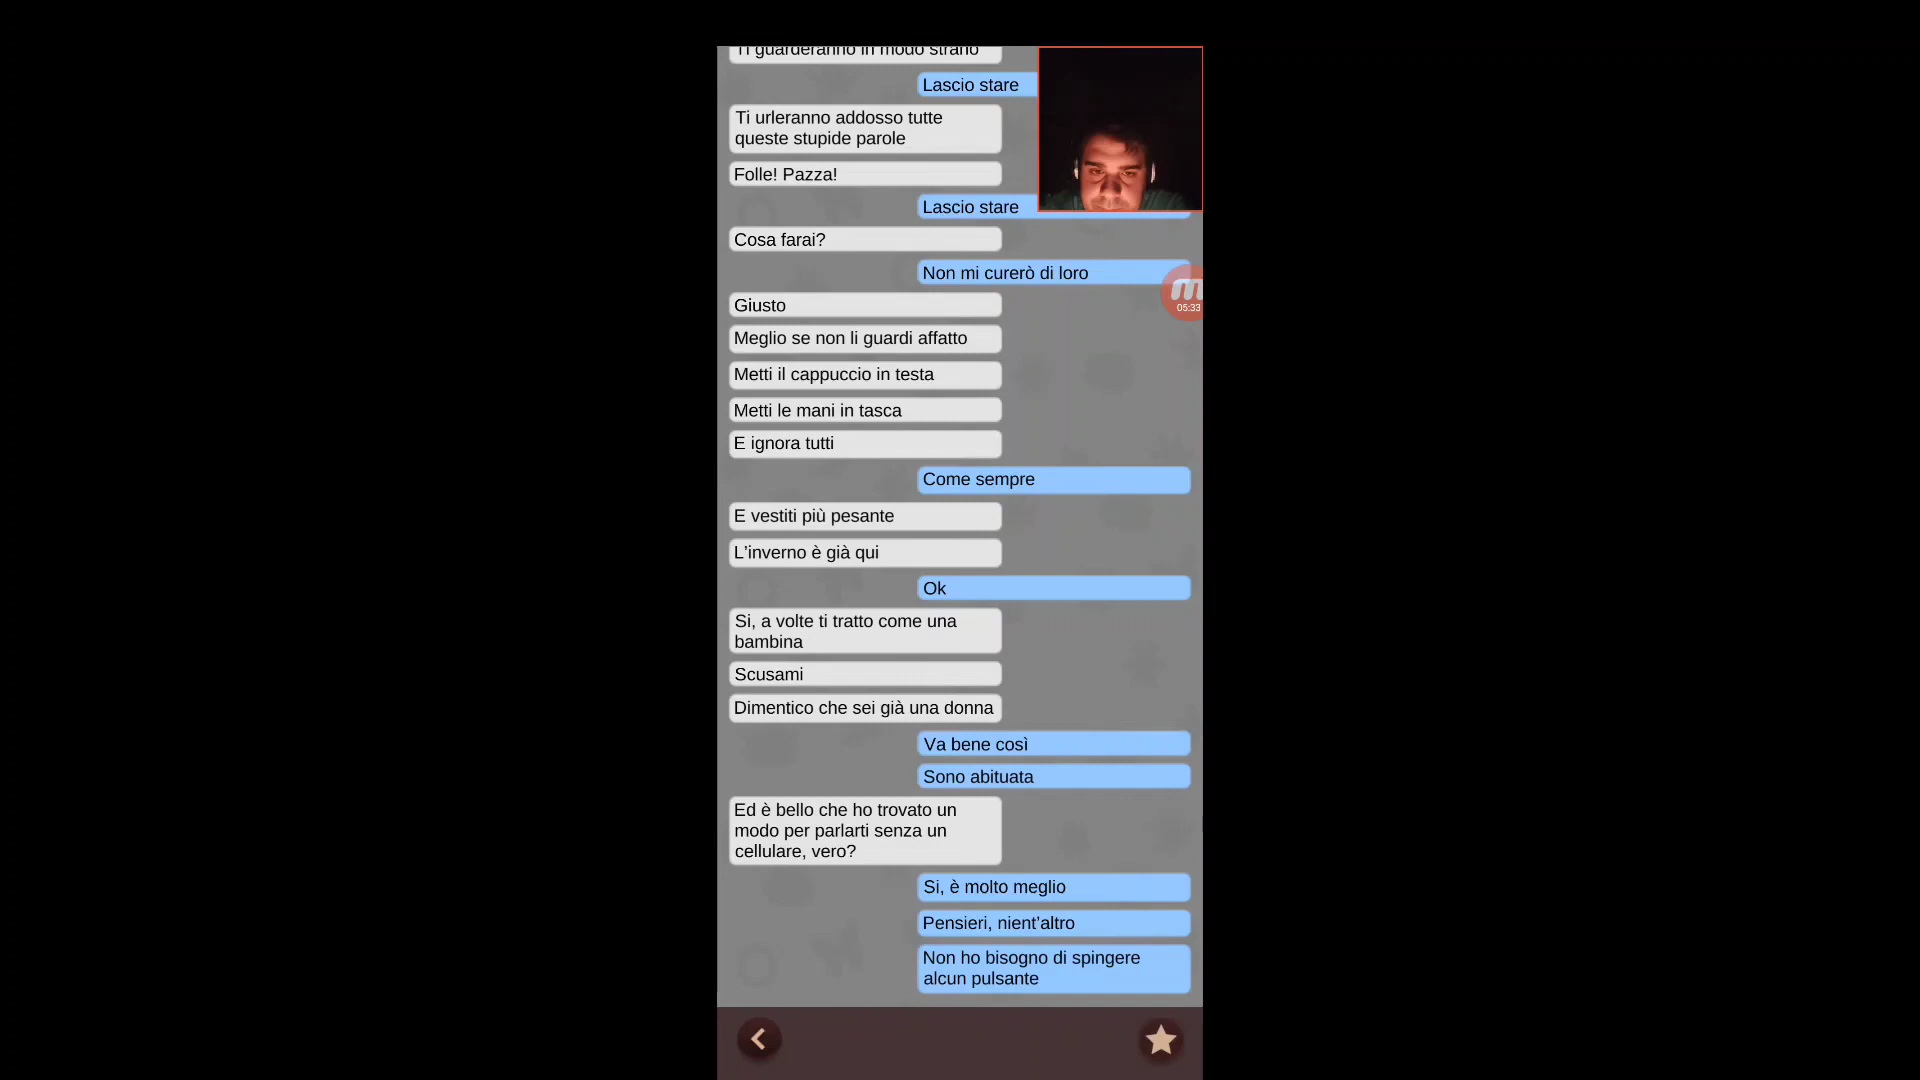 Ti guarderanno in modo strano
Lascio stare
Ti urleranno addosso tutte
queste stupide parole
Folle! Pazza!
Lascio stare
Cosa farai?
Non mi curerò di loro
05:33
Giusto
Meglio se non li guardi affatto
Metti il cappuccio in testa
Metti le mani in tasca
E ignora tutti
Come sempre
E vestiti più pesante
L'inverno è già qui
Ok
Si, a volte ti tratto come una
bambina
Scusami
Dimentico che sei già una donna
Va bene così
Sono abituata
Ed è bello che ho trovato un
modo per parlarti senza un
cellulare, vero?
Si, è molto meglio
Pensieri, nient'altro
Non ho bisogno di spingere
alcun pulsante